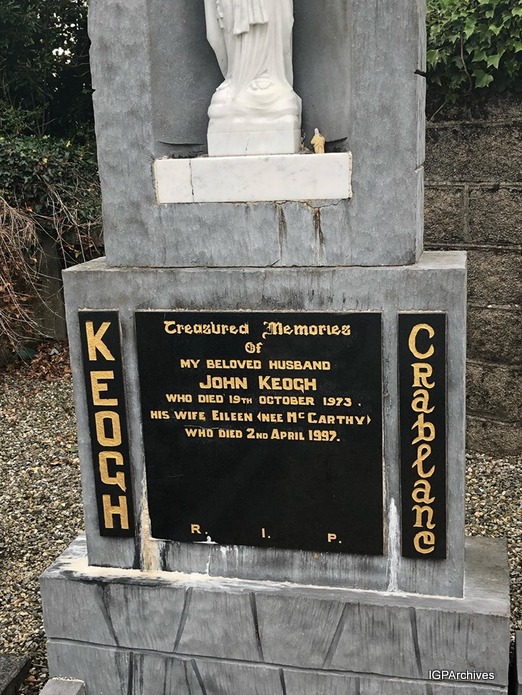 KEOGH
Treasured Memories
Of
MY BELOVED HUSBAND
JOHN KEOGH
WHO DIED 19TH OCTOBER 1973.
HIS WIFE EILEEN (NEE MCCARTHY)
WHO DIED 2ND APRIL 1997.
R. I. P.
Crablane
IGPArchives